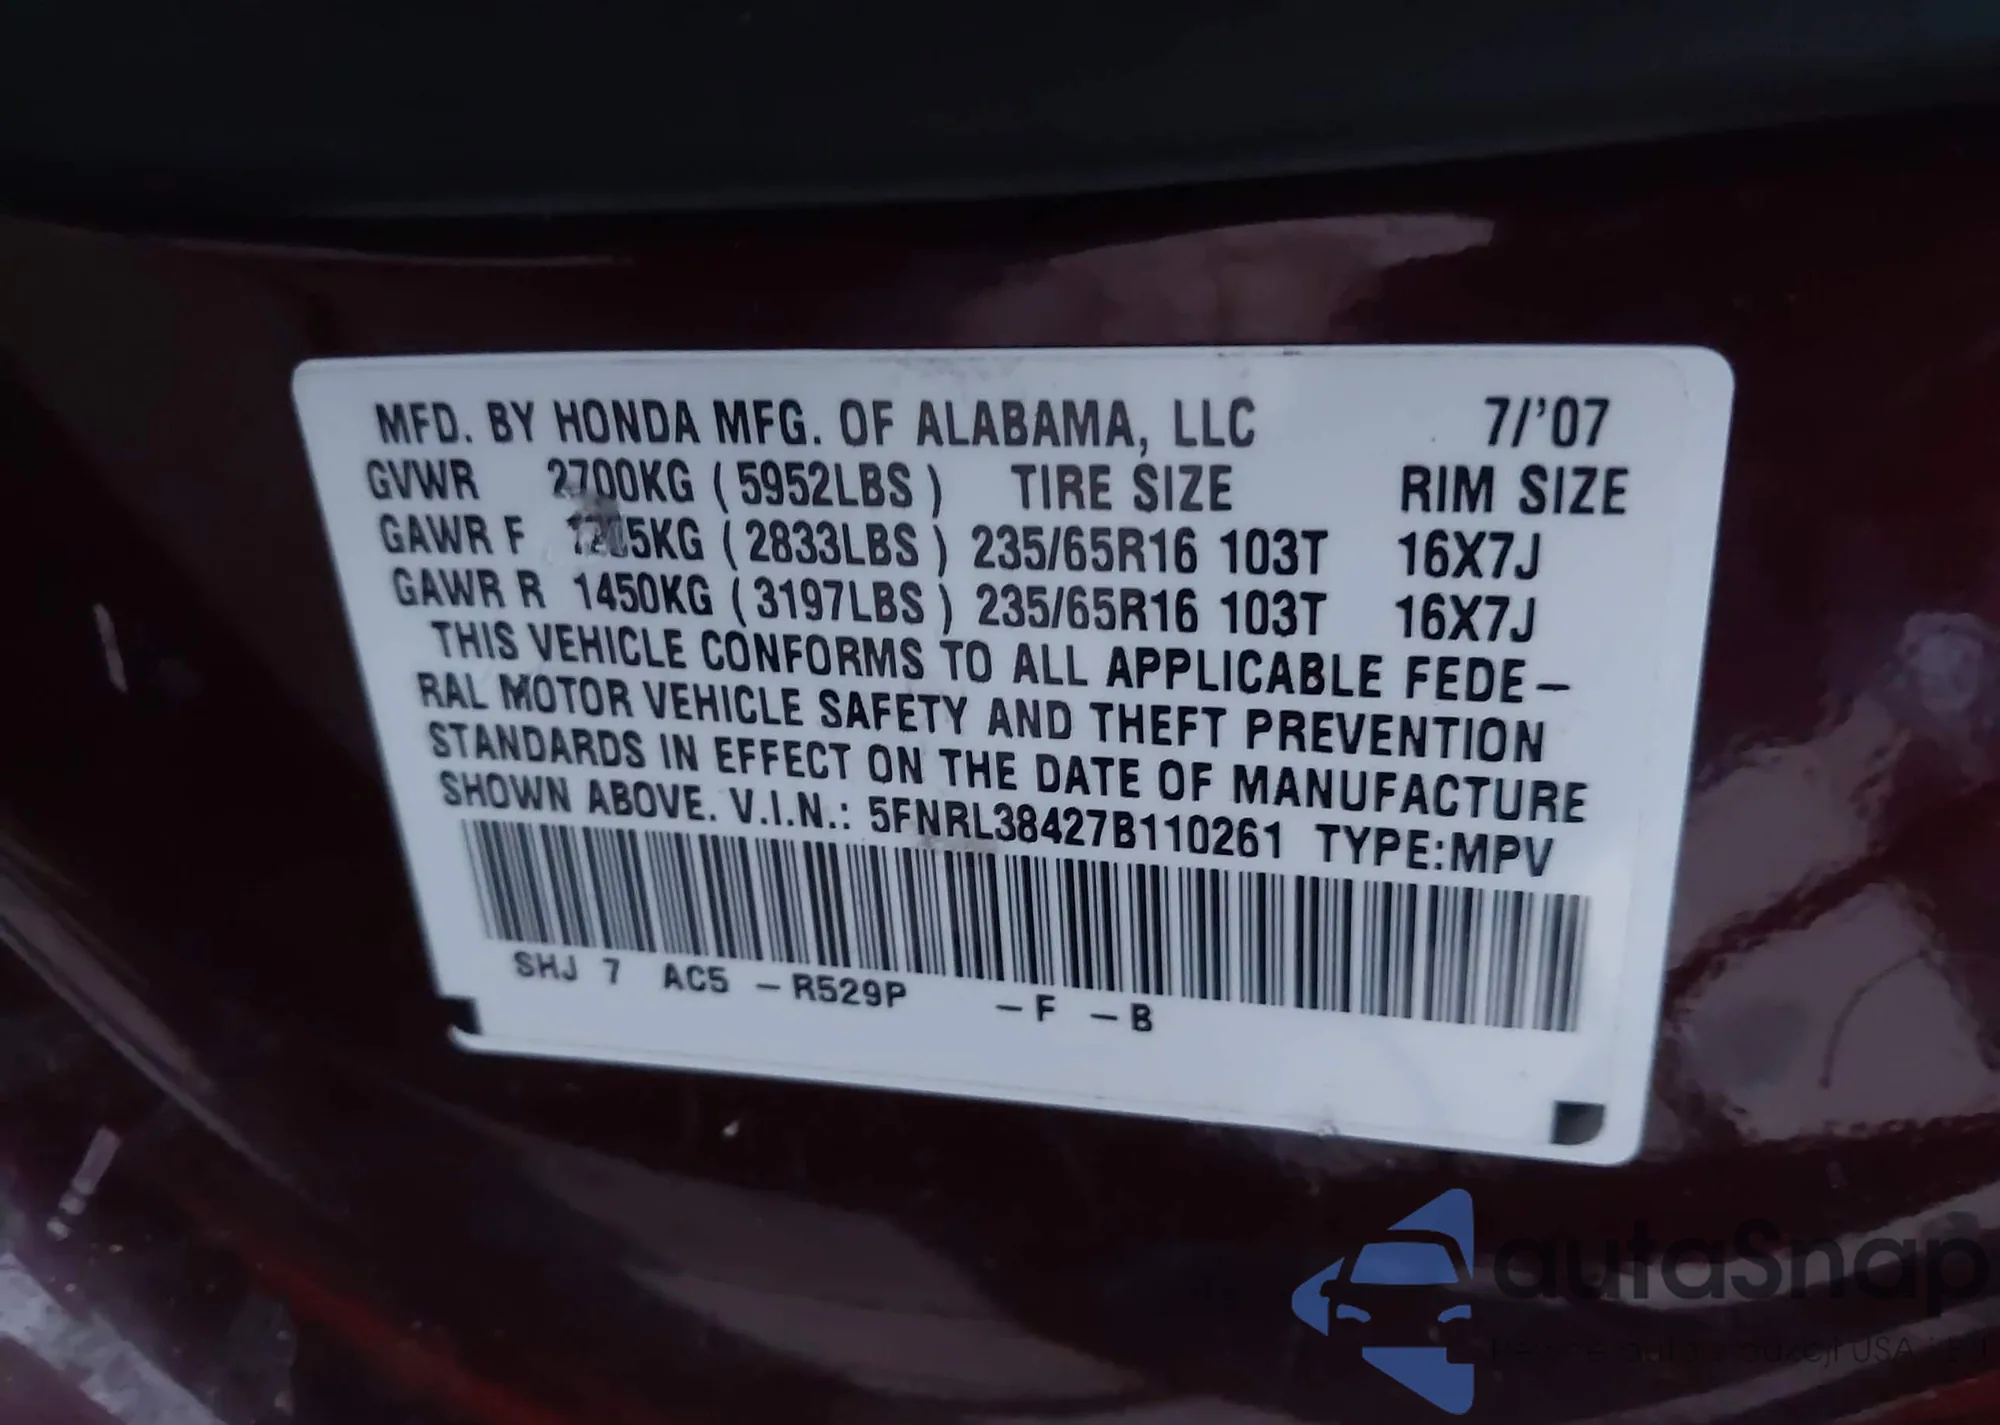 MFD. BY HONDA MFG. OF ALABAMA, LLC 7/'07
GVWR 2700KG (5952LBS) TIRE SIZE RIM SIZE
GAWR F 1285KG (2833LBS) 235/65R16 103T 16X7J
GAWR R 1450KG (3197LBS) 235/65R16 103T 16X7J
THIS VEHICLE CONFORMS TO ALL APPLICABLE FEDE-
RAL MOTOR VEHICLE SAFETY AND THEFT PREVENTION
STANDARDS IN EFFECT ON THE DATE OF MANUFACTURE
SHOWN ABOVE. V.I.N.: 5FNRL38427B110261 TYPE:MPV
SHJ 7 AC5 -R529P -F -B
autaSnap